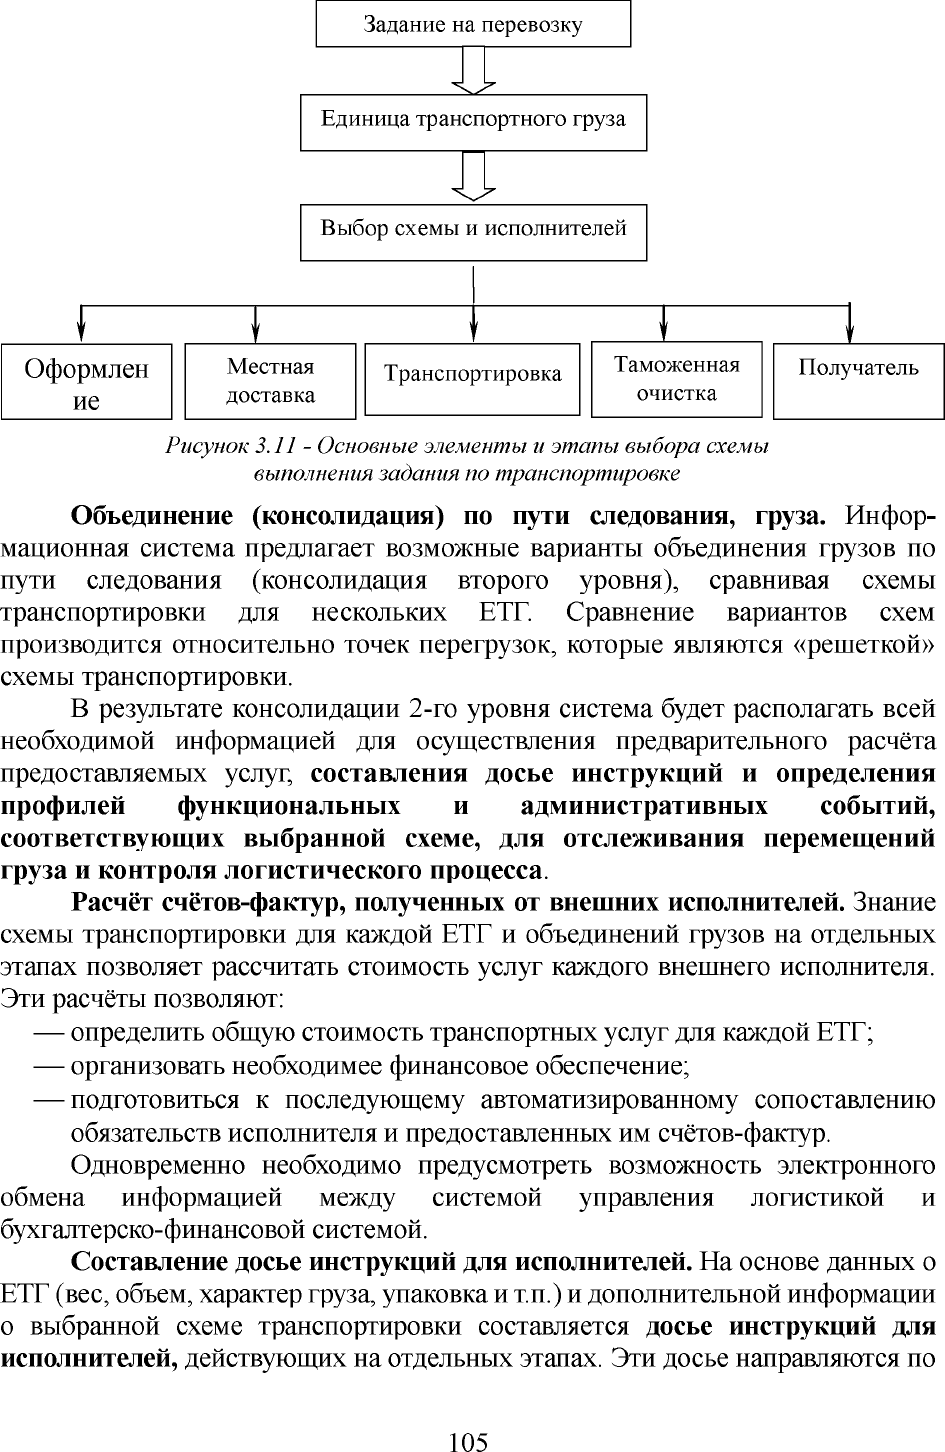 Задание на перевозку
Единица транспортного груза
Выбор схемы и исполнителей
Оформлен
ие
Местная
доставка
Транспортировка
Таможенная
очистка
Получатель
Рисунок 3.11 - Основные элементы и этапы выбора схемы
выполнения задания по транспортировке
Объединение (консолидация) по пути следования, груза. Инфор-
мационная система предлагает возможные варианты объединения грузов по
пути следования (консолидация второго уровня), сравнивая схемы
транспортировки для нескольких ЕТГ. Сравнение вариантов схем
производится относительно точек перегрузок, которые являются «решеткой»
схемы транспортировки.
В результате консолидации 2-го уровня система будет располагать всей
необходимой информацией для осуществления предварительного расчёта
предоставляемых услуг, составления досье инструкций и определения
профилей функциональных и административных событий,
соответствующих выбранной схеме, для отслеживания перемещений
груза и контроля логистического процесса.
Расчёт счётов-фактур, полученных от внешних исполнителей. Знание
схемы транспортировки для каждой ЕТГ и объединений грузов на отдельных
этапах позволяет рассчитать стоимость услуг каждого внешнего исполнителя.
Эти расчёты позволяют:
— определить общую стоимость транспортных услуг для каждой ЕТГ;
— организовать необходимее финансовое обеспечение;
— подготовиться к последующему автоматизированному сопоставлению
обязательств исполнителя и предоставленных им счётов-фактур.
Одновременно необходимо предусмотреть возможность электронного
обмена информацией между системой управления логистикой и
бухгалтерско-финансовой системой.
Составление досье инструкций для исполнителей. На основе данных о
ЕТГ (вес, объем, характер груза, упаковка и т.п.) и дополнительной информации
о выбранной схеме транспортировки составляется досье инструкций для
исполнителей, действующих на отдельных этапах. Эти досье направляются по
105